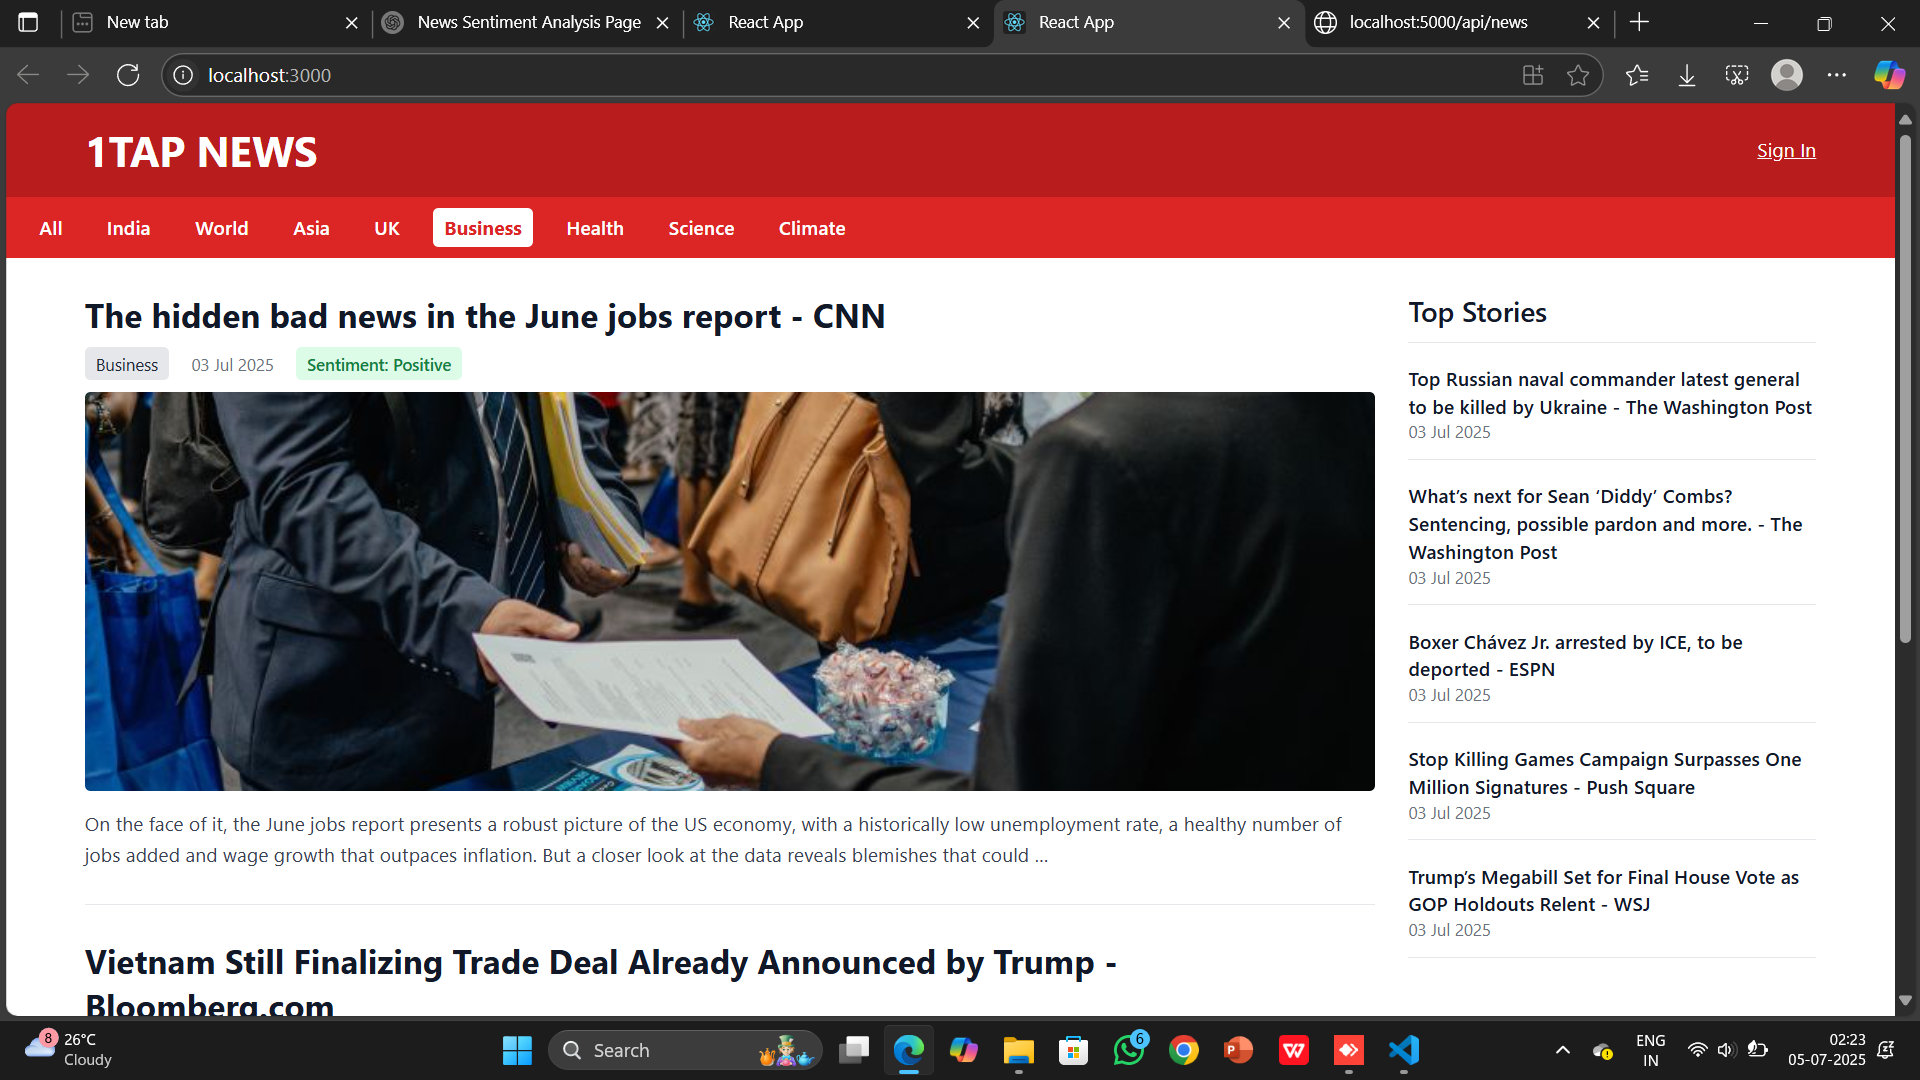 New tab
News Sentiment Analysis Page
React App
React App
localhost:5000/api/news
localhost:3000
1TAP NEWS
Sign In
All
India
World
Asia
UK
Business
Health
Science
Climate
The hidden bad news in the June jobs report - CNN
Business
03 Jul 2025
Sentiment: Positive
On the face of it, the June jobs report presents a robust picture of the US economy, with a historically low unemployment rate, a healthy number of
jobs added and wage growth that outpaces inflation. But a closer look at the data reveals blemishes that could ...
Vietnam Still Finalizing Trade Deal Already Announced by Trump -
Bloomberg.com
Top Stories
Top Russian naval commander latest general
to be killed by Ukraine - The Washington Post
03 Jul 2025
What’s next for Sean ‘Diddy’ Combs?
Sentencing, possible pardon and more. - The
Washington Post
03 Jul 2025
Boxer Chávez Jr. arrested by ICE, to be
deported - ESPN
03 Jul 2025
Stop Killing Games Campaign Surpasses One
Million Signatures - Push Square
03 Jul 2025
Trump’s Megabill Set for Final House Vote as
GOP Holdouts Relent - WSJ
03 Jul 2025
8
26°C
Cloudy
Search
6
ENG
IN
02:23
05-07-2025